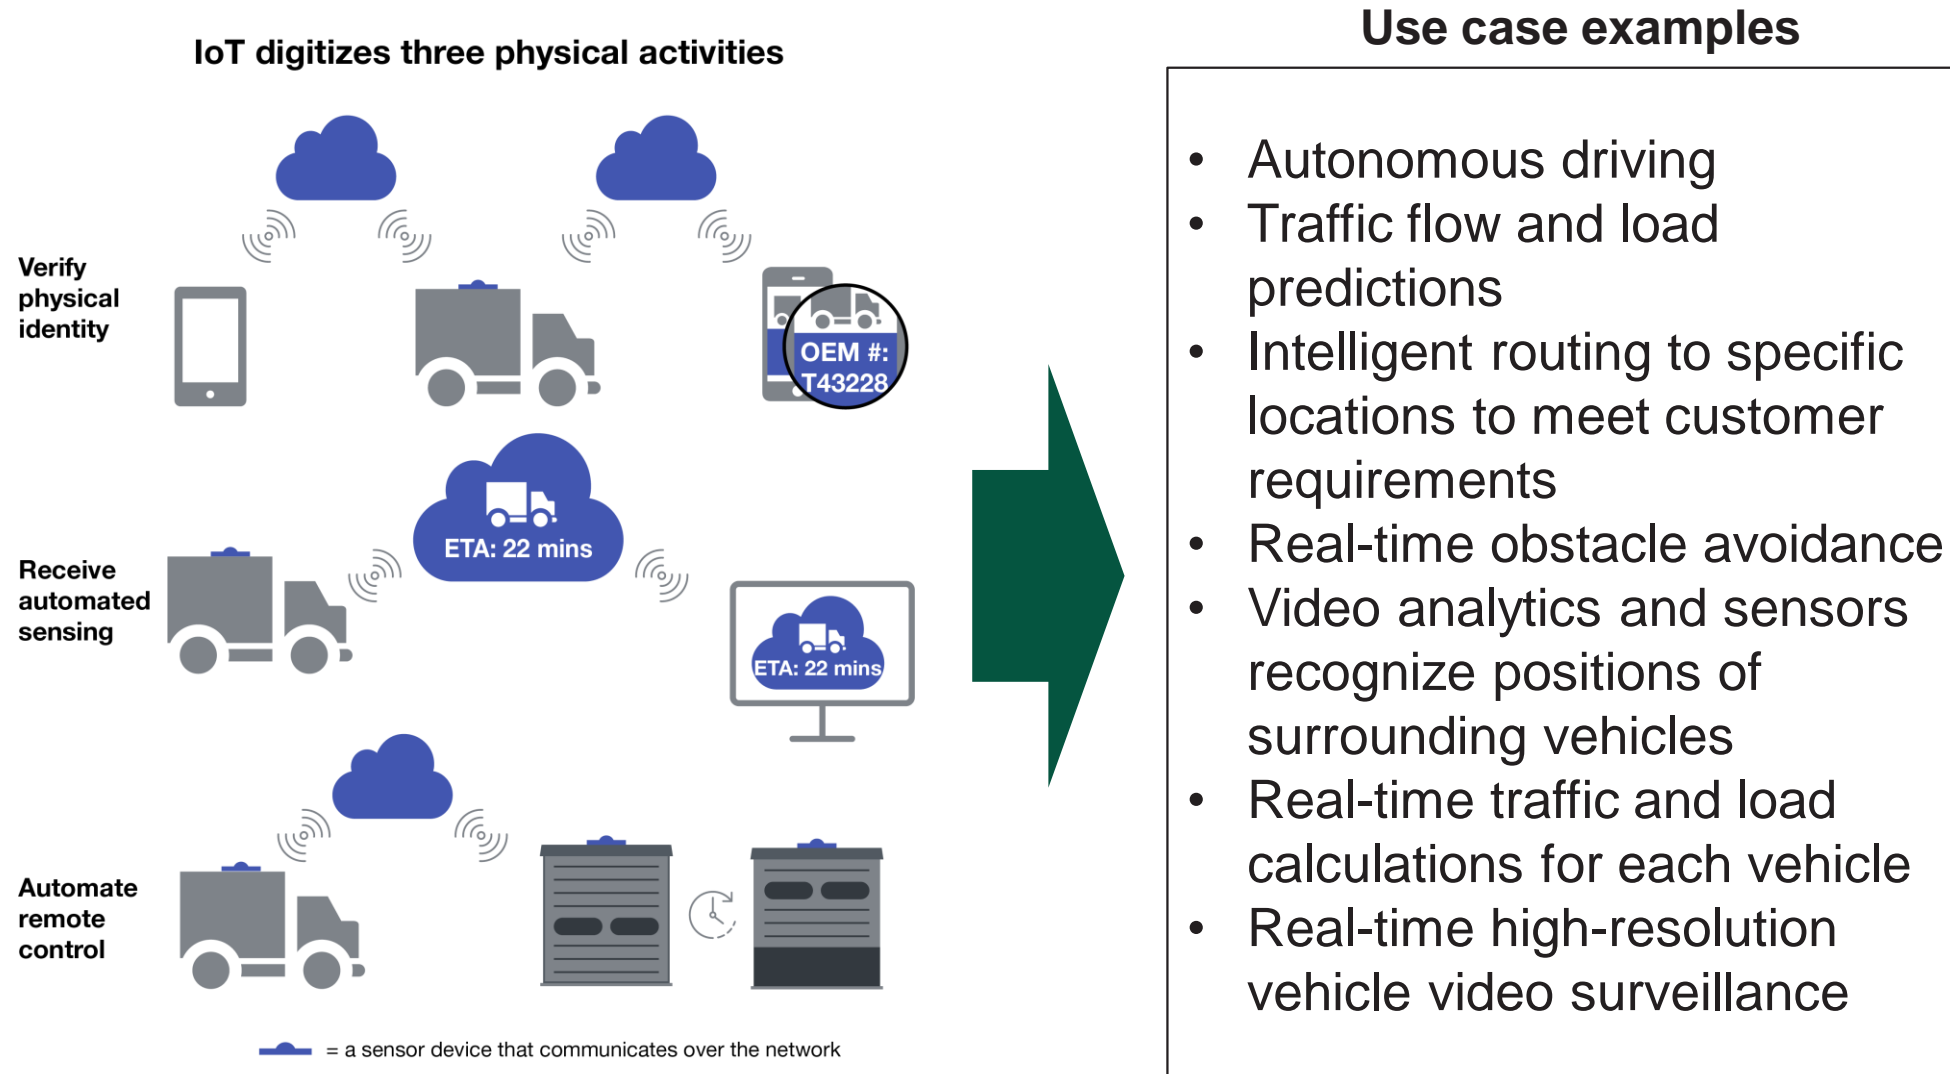 IoT digitizes three physical activities
Verify
physical
identity
OEM #:
T43228
ETA: 22 mins
Receive
automated
sensing
ETA: 22 mins
Automate
remote
control
= a sensor device that communicates over the network
Use case examples
• Autonomous driving
• Traffic flow and load
predictions
• Intelligent routing to specific
locations to meet customer
requirements
• Real-time obstacle avoidance
• Video analytics and sensors
recognize positions of
surrounding vehicles
• Real-time traffic and load
calculations for each vehicle
• Real-time high-resolution
vehicle video surveillance